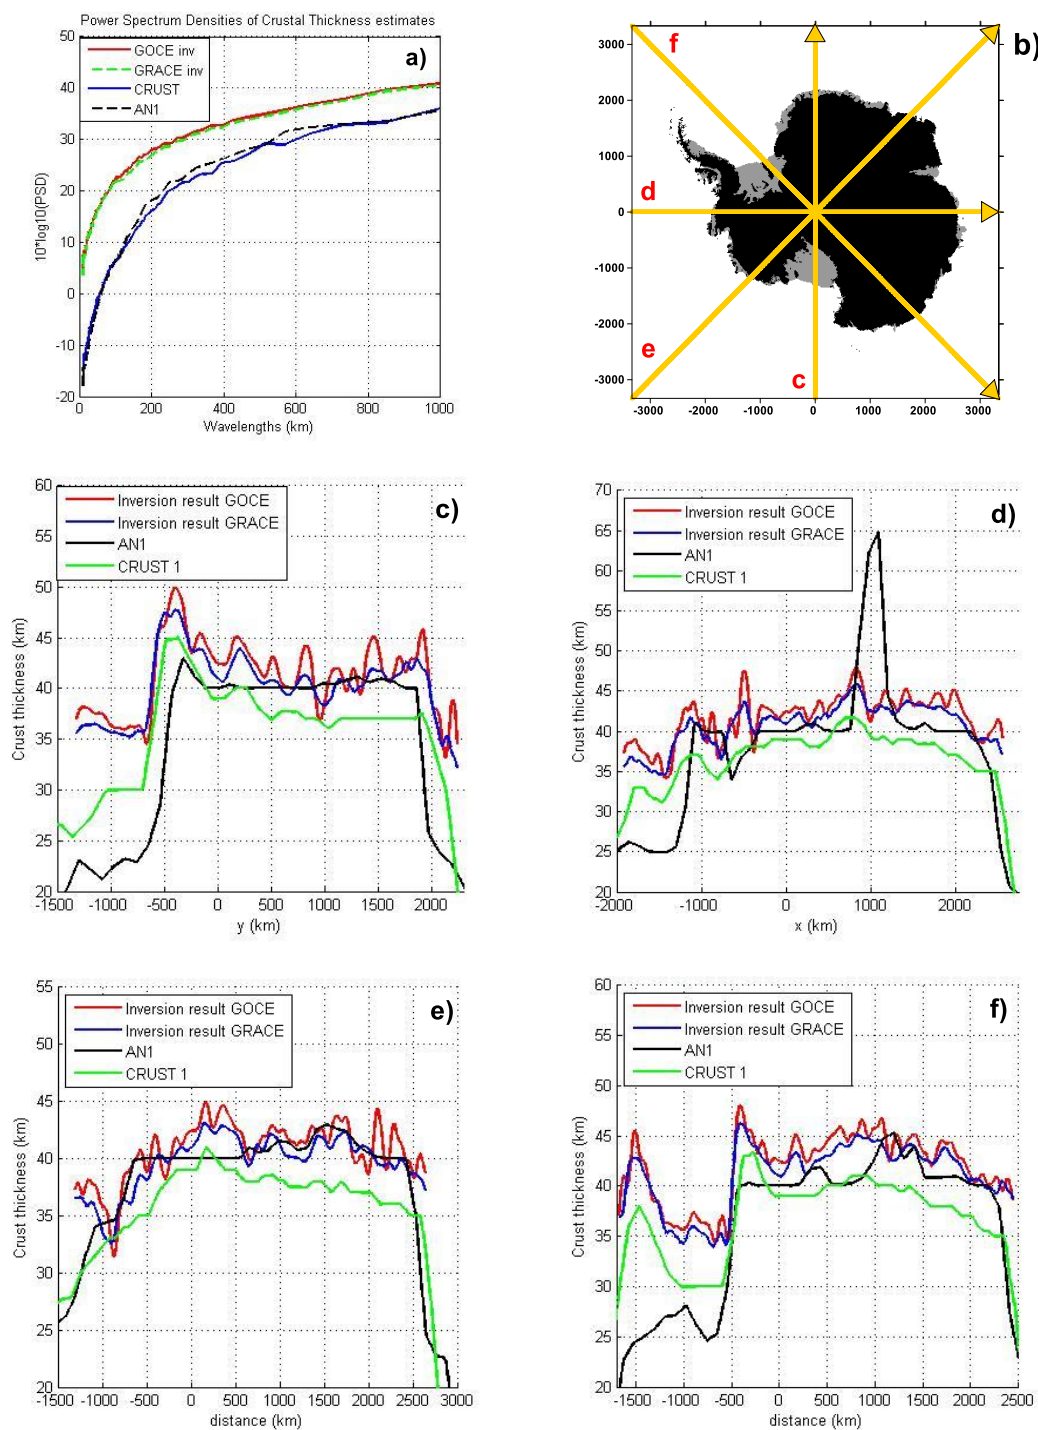 Power Spectrum Densities of Crustal Thickness estimates
a)
50
40
30
20
10
0
-10
-20
10*log10(PSD)
GOCE inv
GRACE inv
CRUST
AN1
0 200 400 600 800 1000
Wavelengths (km)
b)
3000
2000
1000
0
-1000
-2000
-3000
f
d
e
c
-3000 -2000 -1000 0 1000 2000 3000
c)
60
55
50
45
40
35
30
25
20
Crust thickness (km)
Inversion result GOCE
Inversion result GRACE
AN1
CRUST 1
-1500 -1000 -500 0 500 1000 1500 2000
y (km)
d)
70
65
60
55
50
45
40
35
30
25
20
Crust thickness (km)
Inversion result GOCE
Inversion result GRACE
AN1
CRUST 1
-2000 -1000 0 1000 2000
x (km)
e)
55
50
45
40
35
30
25
20
Crust thickness (km)
Inversion result GOCE
Inversion result GRACE
AN1
CRUST 1
-1500 -1000 -500 0 500 1000 1500 2000 2500 3000
distance (km)
f)
60
55
50
45
40
35
30
25
20
Crust thickness (km)
Inversion result GOCE
Inversion result GRACE
AN1
CRUST 1
-1500 -1000 -500 0 500 1000 1500 2000 2500
distance (km)